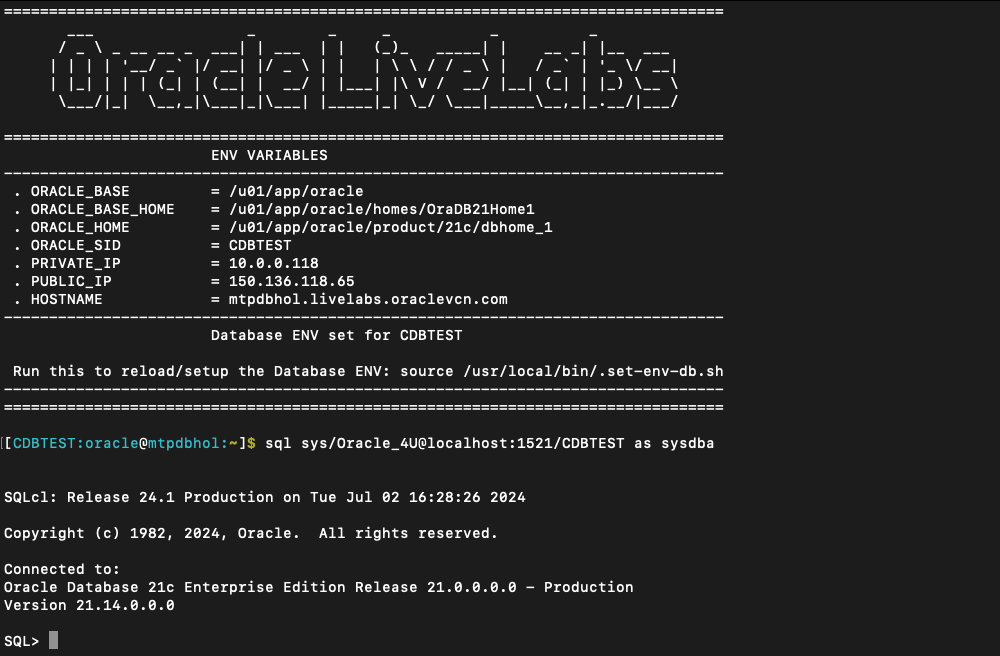 ================================================================================
Oracle LiveLabs
================================================================================
ENV VARIABLES
--------------------------------------------------------------------------------
. ORACLE_BASE = /u01/app/oracle
. ORACLE_BASE_HOME = /u01/app/oracle/homes/OraDB21Home1
. ORACLE_HOME = /u01/app/oracle/product/21c/dbhome_1
. ORACLE_SID = CDBTEST
. PRIVATE_IP = 10.0.0.118
. PUBLIC_IP = 150.136.118.65
. HOSTNAME = mtpdbhol.livelabs.oraclevcn.com
--------------------------------------------------------------------------------
Database ENV set for CDBTEST
Run this to reload/setup the Database ENV: source /usr/local/bin/.set-env-db.sh
--------------------------------------------------------------------------------
================================================================================
[[CDBTEST:oracle@mtpdbhol:~]$ sql sys/Oracle_4U@localhost:1521/CDBTEST as sysdba
SQLcl: Release 24.1 Production on Tue Jul 02 16:28:26 2024
Copyright (c) 1982, 2024, Oracle.  All rights reserved.
Connected to:
Oracle Database 21c Enterprise Edition Release 21.0.0.0.0 - Production
Version 21.14.0.0.0
SQL>